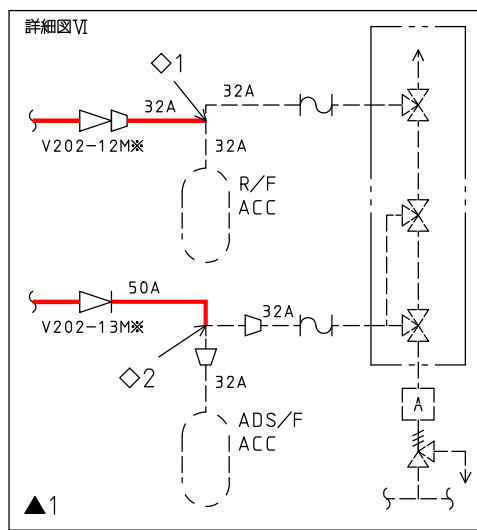 詳細図Ⅵ
◇1
32A
32A
V202-12M※
32A
R/F
ACC
50A
32A
V202-13M※
◇2
32A
ADS/F
ACC
A
▲1